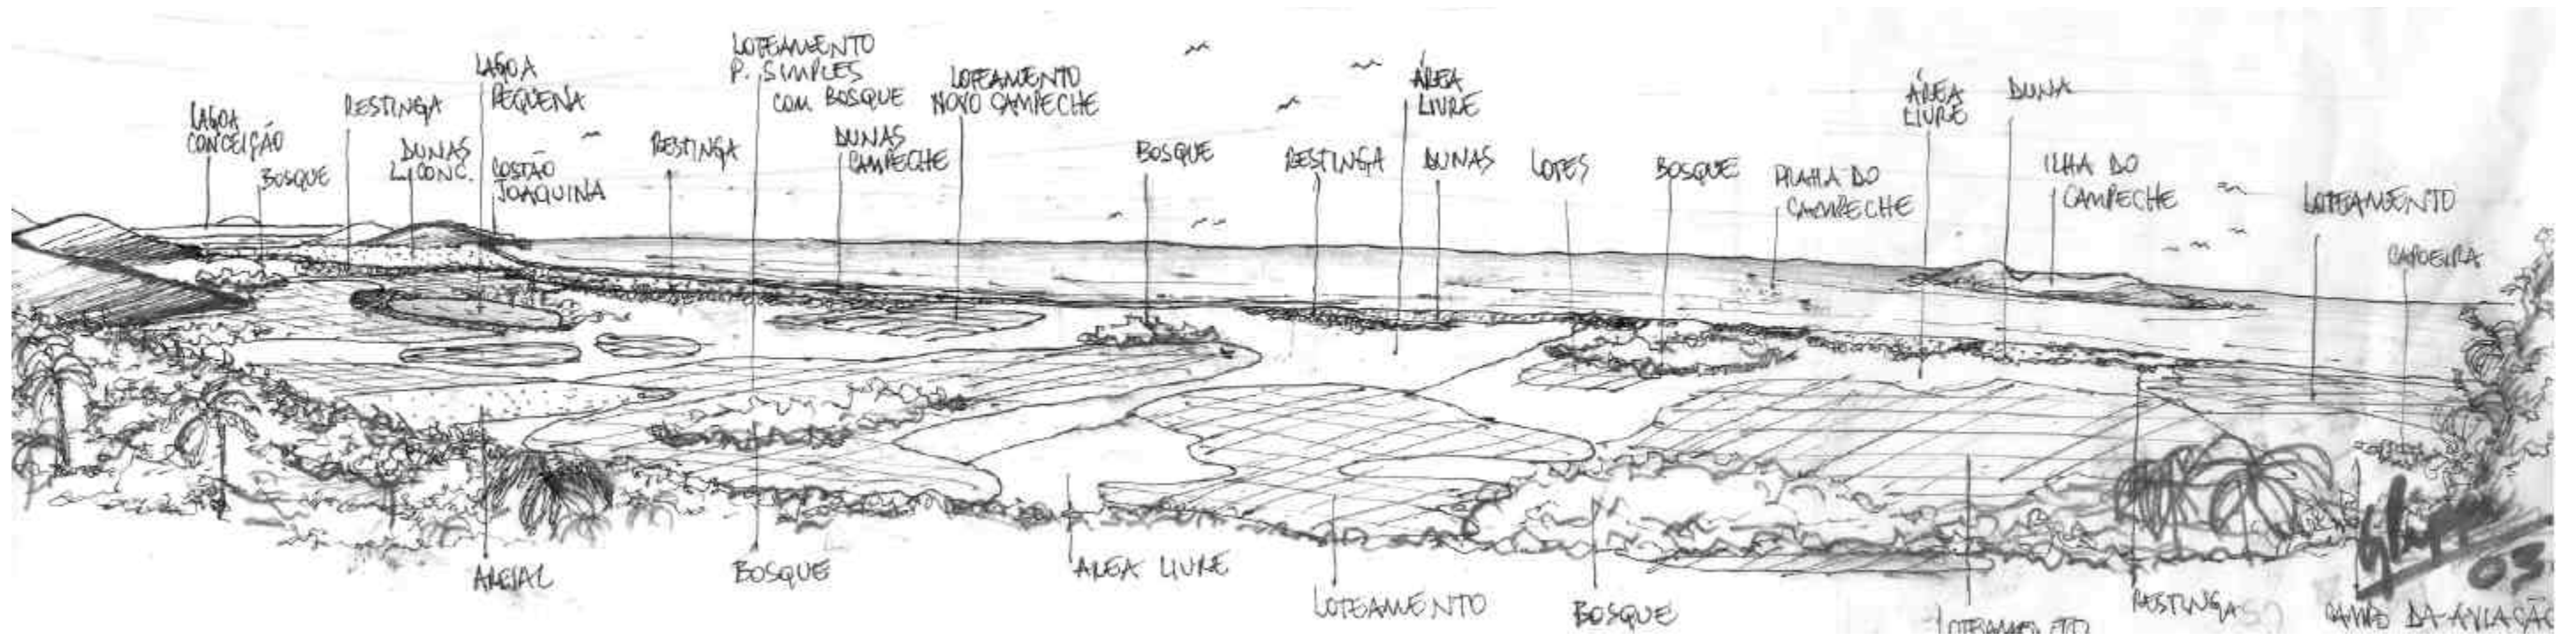 LAGOA
CONCEIÇÃO
BOSQUE
RESTINGA
DUNAS
L. CONC.
LAGOA
PEQUENA
COSTÃO
JOAQUINA
RESTINGA
LOTEAMENTO
P. SIMPLES
COM BOSQUE
DUNAS
CAMPECHE
LOTEAMENTO
NOVO CAMPECHE
BOSQUE
RESTINGA
ÁREA
LIVRE
DUNAS
LOTES
BOSQUE
PRAIA DO
CAMPECHE
ÁREA
LIVRE
DUNA
ILHA DO
CAMPECHE
LOTEAMENTO
CAPOEIRA
AREIAL
BOSQUE
AREA LIVRE
LOTEAMENTO
BOSQUE
LOTEAMENTO
RESTINGA
CAMPO DA AVIAÇÃO
03